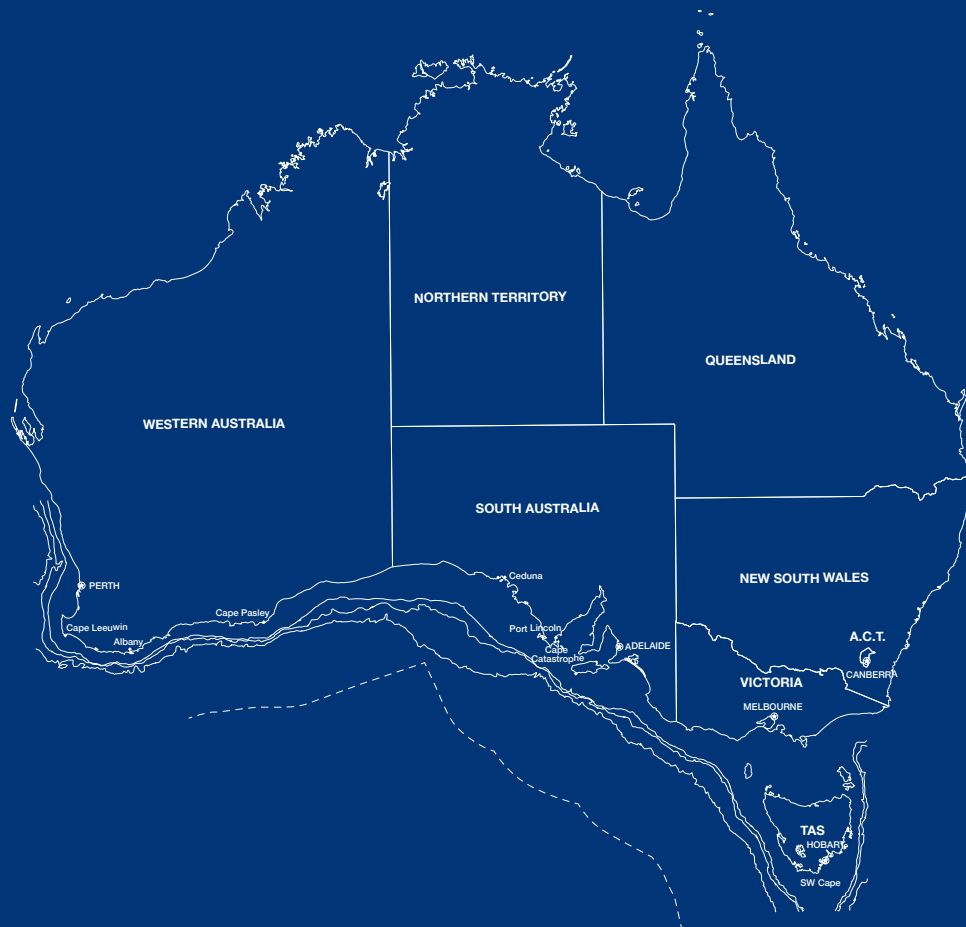 NORTHERN TERRITORY
QUEENSLAND
WESTERN AUSTRALIA
SOUTH AUSTRALIA
NEW SOUTH WALES
PERTH
Ceduna
Cape Pasley
Cape Leeuwin
Albany
Port Lincoln
Cape
Catastrophe
ADELAIDE
A.C.T.
CANBERRA
VICTORIA
MELBOURNE
TAS
HOBART
SW Cape